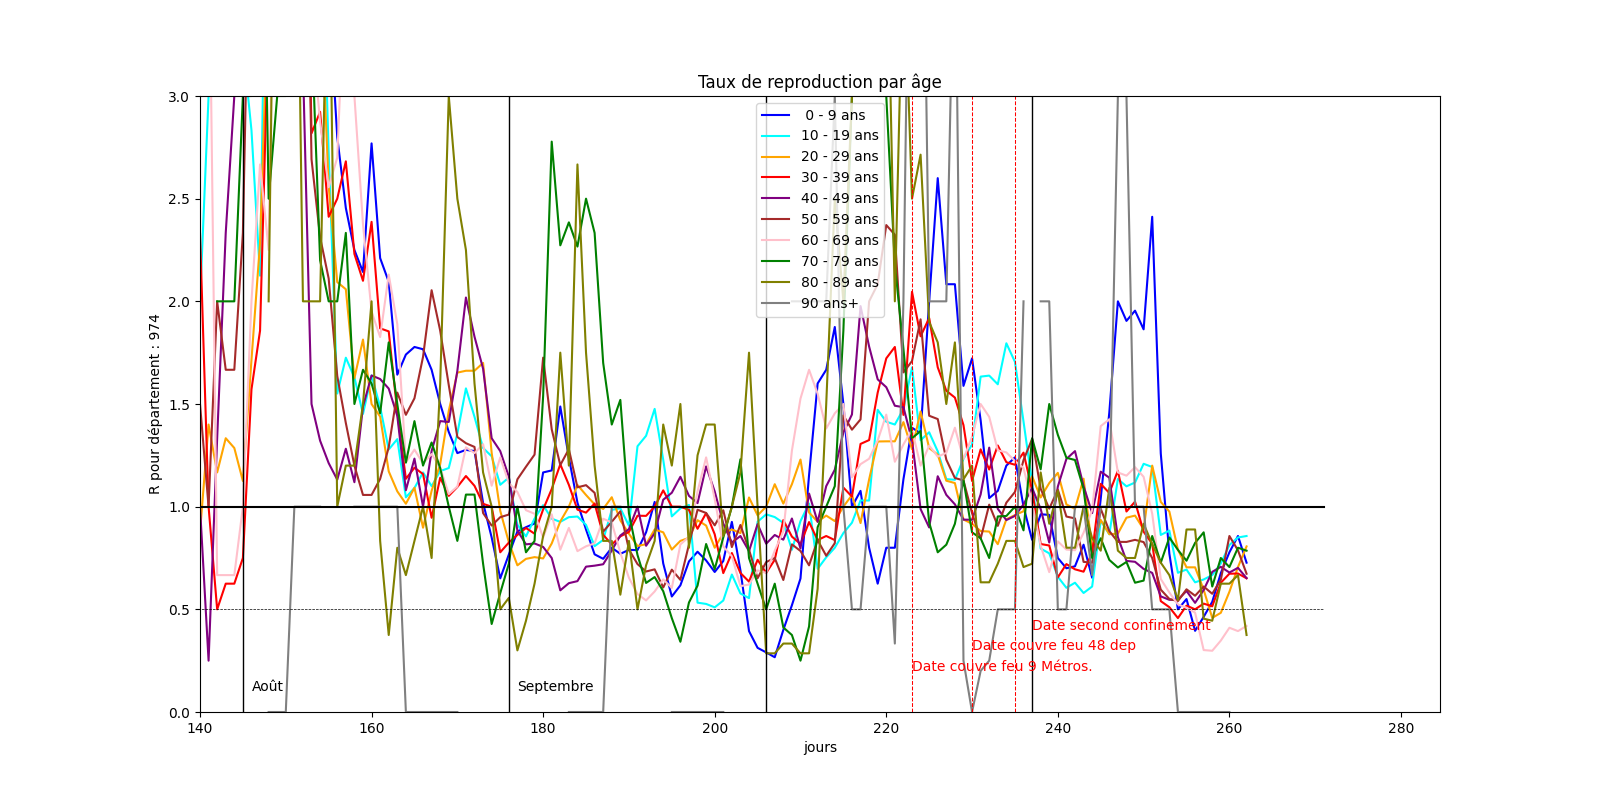 Taux de reproduction par âge
R pour département : 974
3.0
2.5
2.0
1.5
1.0
0.5
0.0
0 - 9 ans
10 - 19 ans
20 - 29 ans
30 - 39 ans
40 - 49 ans
50 - 59 ans
60 - 69 ans
70 - 79 ans
80 - 89 ans
90 ans+
Date second confinement
Date couvre feu 48 dep
Date couvre feu 9 Métros.
Août
Septembre
140 160 180 200 220 240 260 280
jours